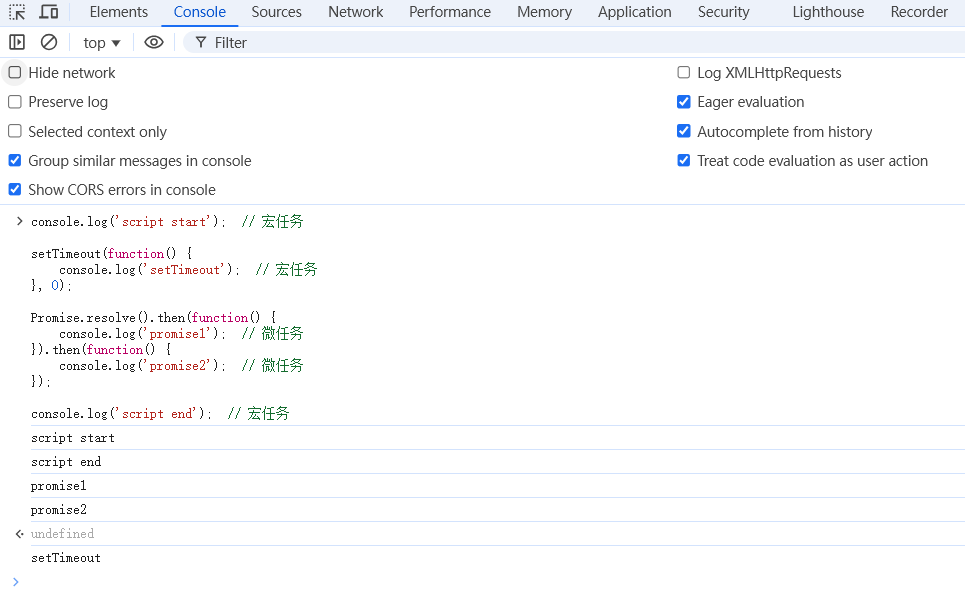 Elements Console Sources Network Performance Memory Application Security Lighthouse Recorder
top Filter
Hide network Log XMLHttpRequests
Preserve log Eager evaluation
Selected context only Autocomplete from history
Group similar messages in console Treat code evaluation as user action
Show CORS errors in console
console.log('script start');  // 宏任务
setTimeout(function() {
    console.log('setTimeout');  // 宏任务
}, 0);
Promise.resolve().then(function() {
    console.log('promise1');  // 微任务
}).then(function() {
    console.log('promise2');  // 微任务
});
console.log('script end');  // 宏任务
script start
script end
promise1
promise2
undefined
setTimeout